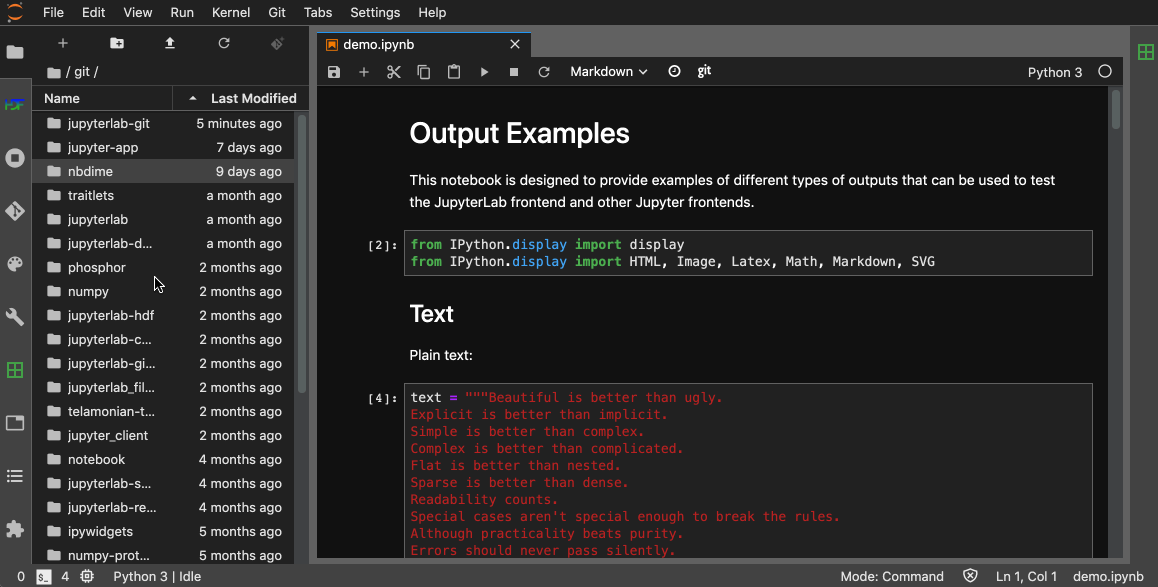 File Edit View Run Kernel Git Tabs Settings Help
demo.ipynb
Markdown git Python 3
/ git /
Name Last Modified
jupyterlab-git 5 minutes ago
jupyter-app 7 days ago
nbdime 9 days ago
traitlets a month ago
jupyterlab a month ago
jupyterlab-d... a month ago
phosphor 2 months ago
numpy 2 months ago
jupyterlab-hdf 2 months ago
jupyterlab-c... 2 months ago
jupyterlab-gi... 2 months ago
jupyterlab_fil... 2 months ago
telamonian-t... 2 months ago
jupyter_client 2 months ago
notebook 4 months ago
jupyterlab-s... 4 months ago
jupyterlab-re... 4 months ago
ipywidgets 5 months ago
numpy-prot... 5 months ago
Output Examples
This notebook is designed to provide examples of different types of outputs that can be used to test
the JupyterLab frontend and other Jupyter frontends.
[2]: from IPython.display import display
from IPython.display import HTML, Image, Latex, Math, Markdown, SVG
Text
Plain text:
[4]: text = """Beautiful is better than ugly.
Explicit is better than implicit.
Simple is better than complex.
Complex is better than complicated.
Flat is better than nested.
Sparse is better than dense.
Readability counts.
Special cases aren't special enough to break the rules.
Although practicality beats purity.
Errors should never pass silently.
0 $_ 4 Python 3 | Idle Mode: Command Ln 1, Col 1 demo.ipynb